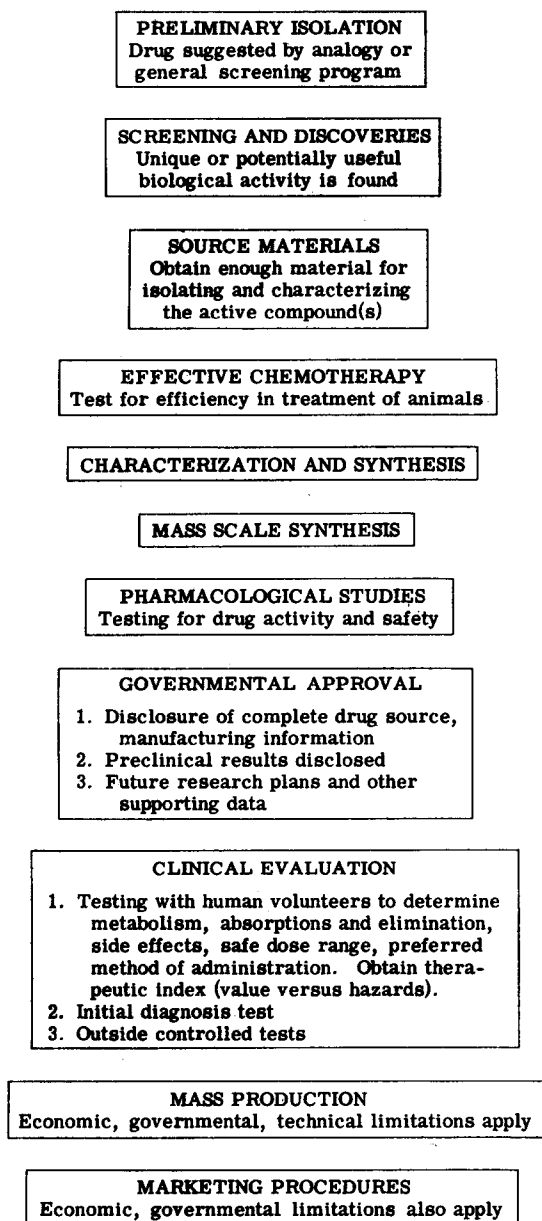 PRELIMINARY ISOLATION
Drug suggested by analogy or
general screening program
SCREENING AND DISCOVERIES
Unique or potentially useful
biological activity is found
SOURCE MATERIALS
Obtain enough material for
isolating and characterizing
the active compound(s)
EFFECTIVE CHEMOTHERAPY
Test for efficiency in treatment of animals
CHARACTERIZATION AND SYNTHESIS
MASS SCALE SYNTHESIS
PHARMACOLOGICAL STUDIES
Testing for drug activity and safety
GOVERNMENTAL APPROVAL
1. Disclosure of complete drug source,
manufacturing information
2. Preclinical results disclosed
3. Future research plans and other
supporting data
CLINICAL EVALUATION
1. Testing with human volunteers to determine
metabolism, absorptions and elimination,
side effects, safe dose range, preferred
method of administration. Obtain thera-
peutic index (value versus hazards).
2. Initial diagnosis test
3. Outside controlled tests
MASS PRODUCTION
Economic, governmental, technical limitations apply
MARKETING PROCEDURES
Economic, governmental limitations also apply